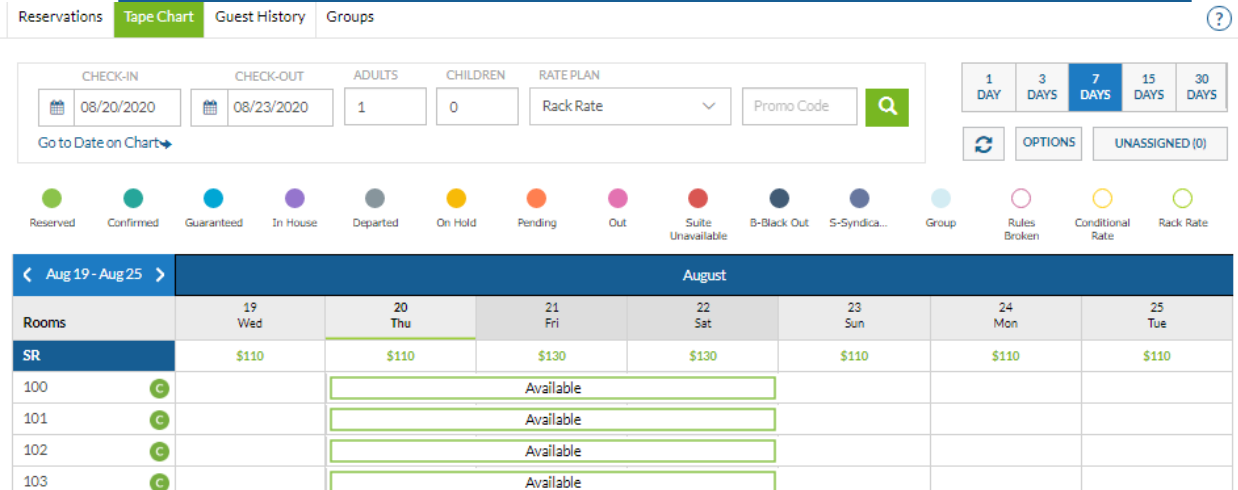 Reservations Tape Chart Guest History Groups ?
CHECK-IN CHECK-OUT ADULTS CHILDREN RATE PLAN
08/20/2020 08/23/2020 1 0 Rack Rate Promo Code
Go to Date on Chart
1 DAY 3 DAYS 7 DAYS 15 DAYS 30 DAYS
OPTIONS UNASSIGNED (0)
Reserved Confirmed Guaranteed In House Departed On Hold Pending Out Suite Unavailable B-Black Out S-Syndica... Group Rules Broken Conditional Rate Rack Rate
Aug 19 - Aug 25 August
Rooms 19 Wed 20 Thu 21 Fri 22 Sat 23 Sun 24 Mon 25 Tue
SR $110 $110 $130 $130 $110 $110 $110
100 C Available
101 C Available
102 C Available
103 C Available